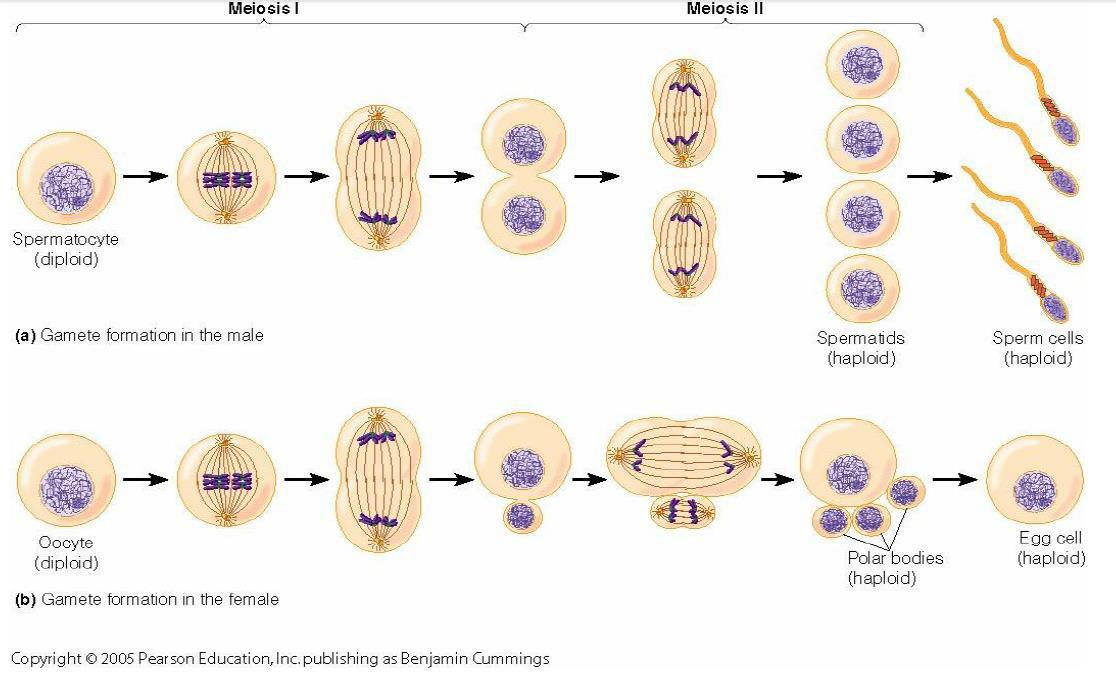 Meiosis I
Meiosis II
Spermatocyte
(diploid)
Spermatids
(haploid)
Sperm cells
(haploid)
(a) Gamete formation in the male
Oocyte
(diploid)
Polar bodies
(haploid)
Egg cell
(haploid)
(b) Gamete formation in the female
Copyright © 2005 Pearson Education, Inc. publishing as Benjamin Cummings